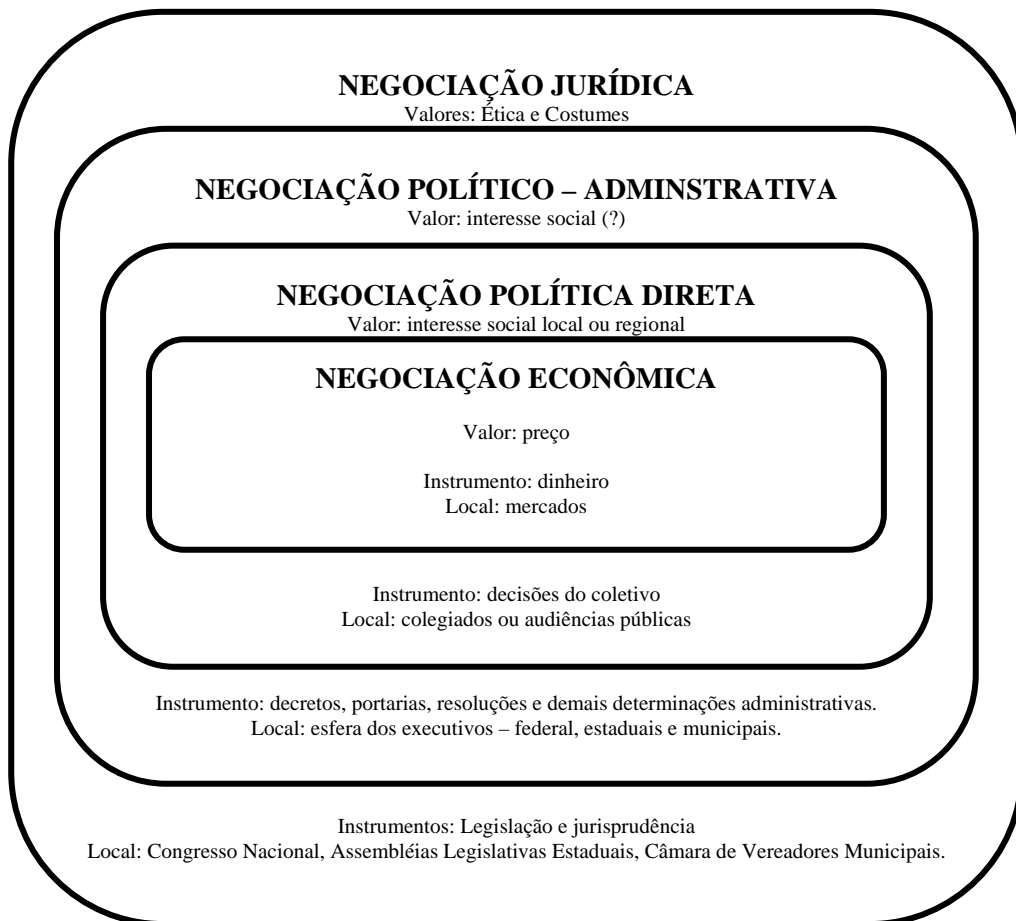 NEGOCIAÇÃO JURÍDICA
Valores: Ética e Costumes
NEGOCIAÇÃO POLÍTICO – ADMINSTRATIVA
Valor: interesse social (?)
NEGOCIAÇÃO POLÍTICA DIRETA
Valor: interesse social local ou regional
NEGOCIAÇÃO ECONÔMICA
Valor: preço
Instrumento: dinheiro
Local: mercados
Instrumento: decisões do coletivo
Local: colegiados ou audiências públicas
Instrumento: decretos, portarias, resoluções e demais determinações administrativas.
Local: esfera dos executivos – federal, estaduais e municipais.
Instrumentos: Legislação e jurisprudência
Local: Congresso Nacional, Assembléias Legislativas Estaduais, Câmara de Vereadores Municipais.